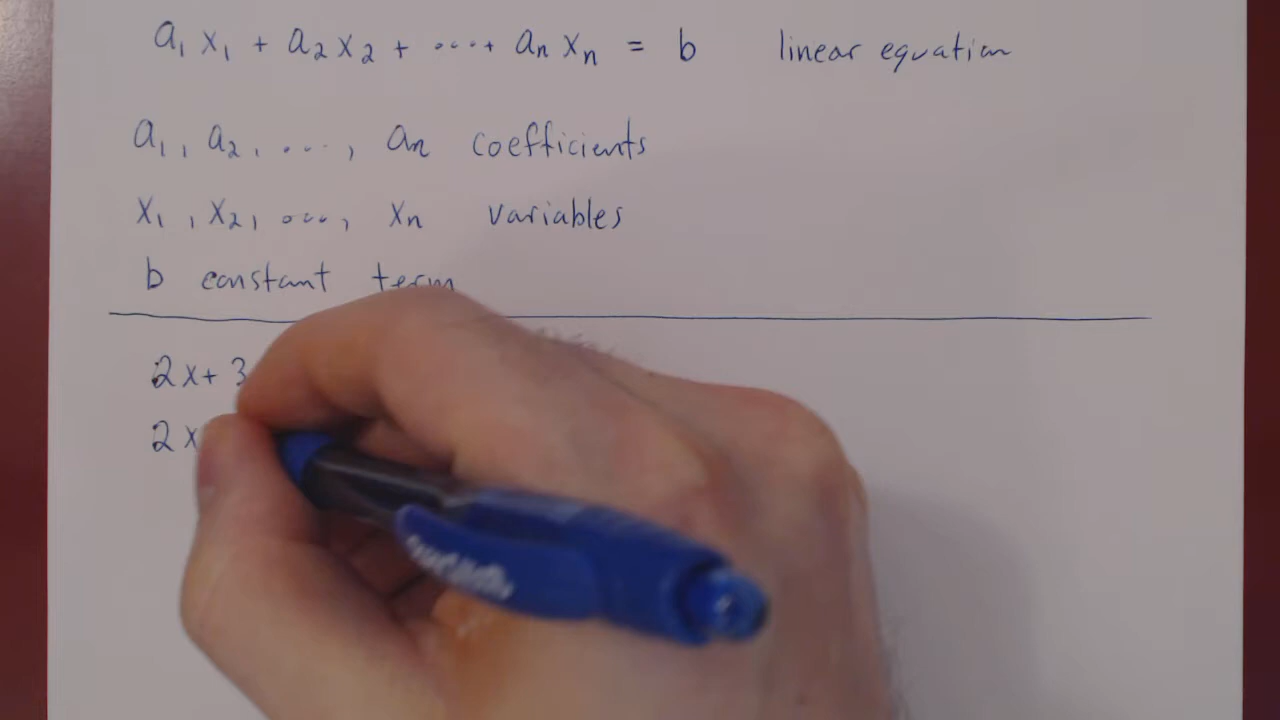 a₁ x₁ + a₂ x₂ + ....+ aₙ xₙ = b linear equation
a₁, a₂, ...., aₙ coefficients
x₁, x₂, ...., xₙ variables
b constant term
2x+ 3
2x